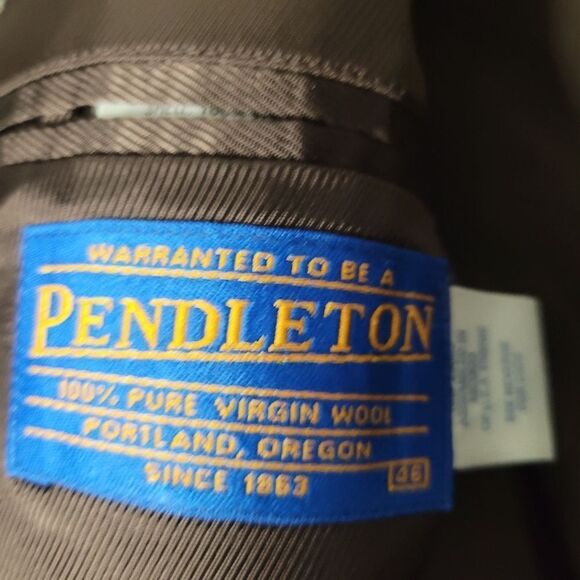 WARRANTED TO BE A
PENDLETON
100% PURE VIRGIN WOOL
PORTLAND, OREGON
SINCE 1863
46